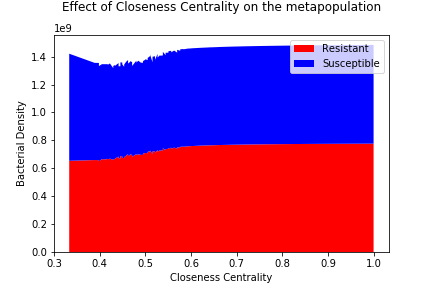 Effect of Closeness Centrality on the metapopulation
1e9
Resistant
Susceptible
1.4
1.2
1.0
0.8
0.6
0.4
0.2
0.0
Bacterial Density
0.3 0.4 0.5 0.6 0.7 0.8 0.9 1.0
Closeness Centrality